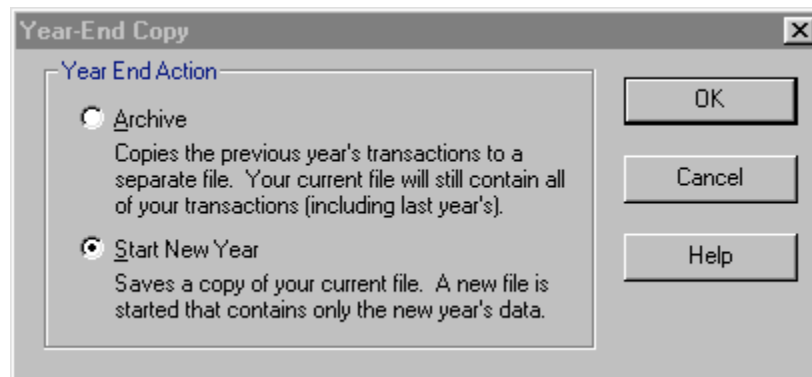 Year-End Copy
Year End Action
Archive
Copies the previous year's transactions to a
separate file.  Your current file will still contain all
of your transactions (including last year's).
Start New Year
Saves a copy of your current file.  A new file is
started that contains only the new year's data.
OK
Cancel
Help